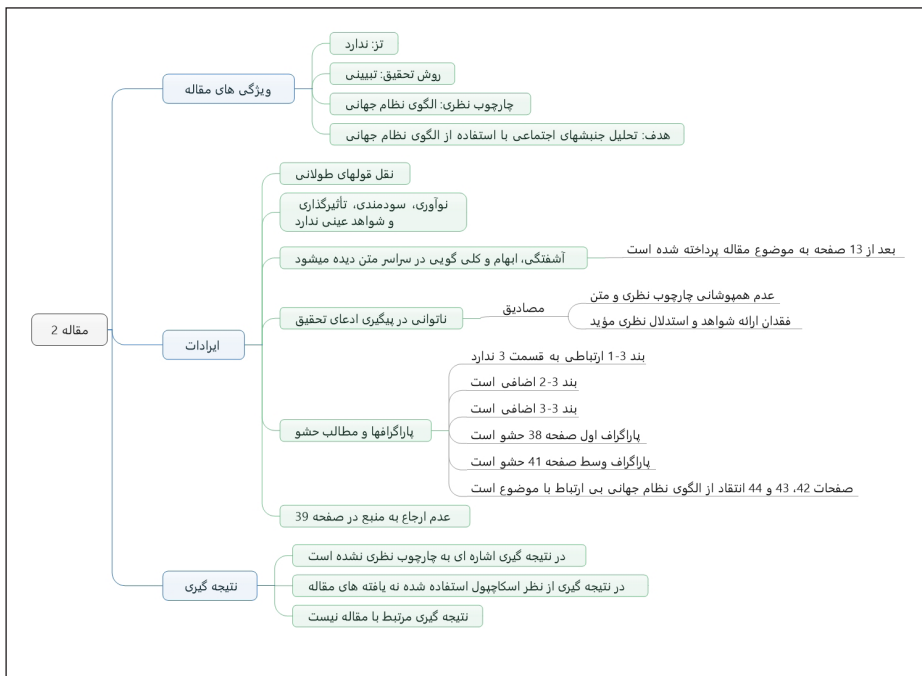 مقاله 2
ویژگی های مقاله
تز: ندارد
روش تحقیق: تبیینی
چارچوب نظری: الگوی نظام جهانی
هدف: تحلیل جنبشهای اجتماعی با استفاده از الگوی نظام جهانی
ایرادات
نقل قولهای طولانی
نوآوری، سودمندی، تأثیرگذاری
و شواهد عینی ندارد
آشفتگی، ابهام و کلی گویی در سراسر متن دیده میشود
بعد از 13 صفحه به موضوع مقاله پرداخته شده است
ناتوانی در پیگیری ادعای تحقیق
مصادیق
عدم همپوشانی چارچوب نظری و متن
فقدان ارائه شواهد و استدلال نظری مؤید
پاراگرافها و مطالب حشو
بند 3-1 ارتباطی به قسمت 3 ندارد
بند 3-2 اضافی است
بند 3-3 اضافی است
پاراگراف اول صفحه 38 حشو است
پاراگراف وسط صفحه 41 حشو است
صفحات 42، 43 و 44 انتقاد از الگوی نظام جهانی بی ارتباط با موضوع است
عدم ارجاع به منبع در صفحه 39
نتیجه گیری
در نتیجه گیری اشاره ای به چارچوب نظری نشده است
در نتیجه گیری از نظر اسکاچپول استفاده شده نه یافته های مقاله
نتیجه گیری مرتبط با مقاله نیست